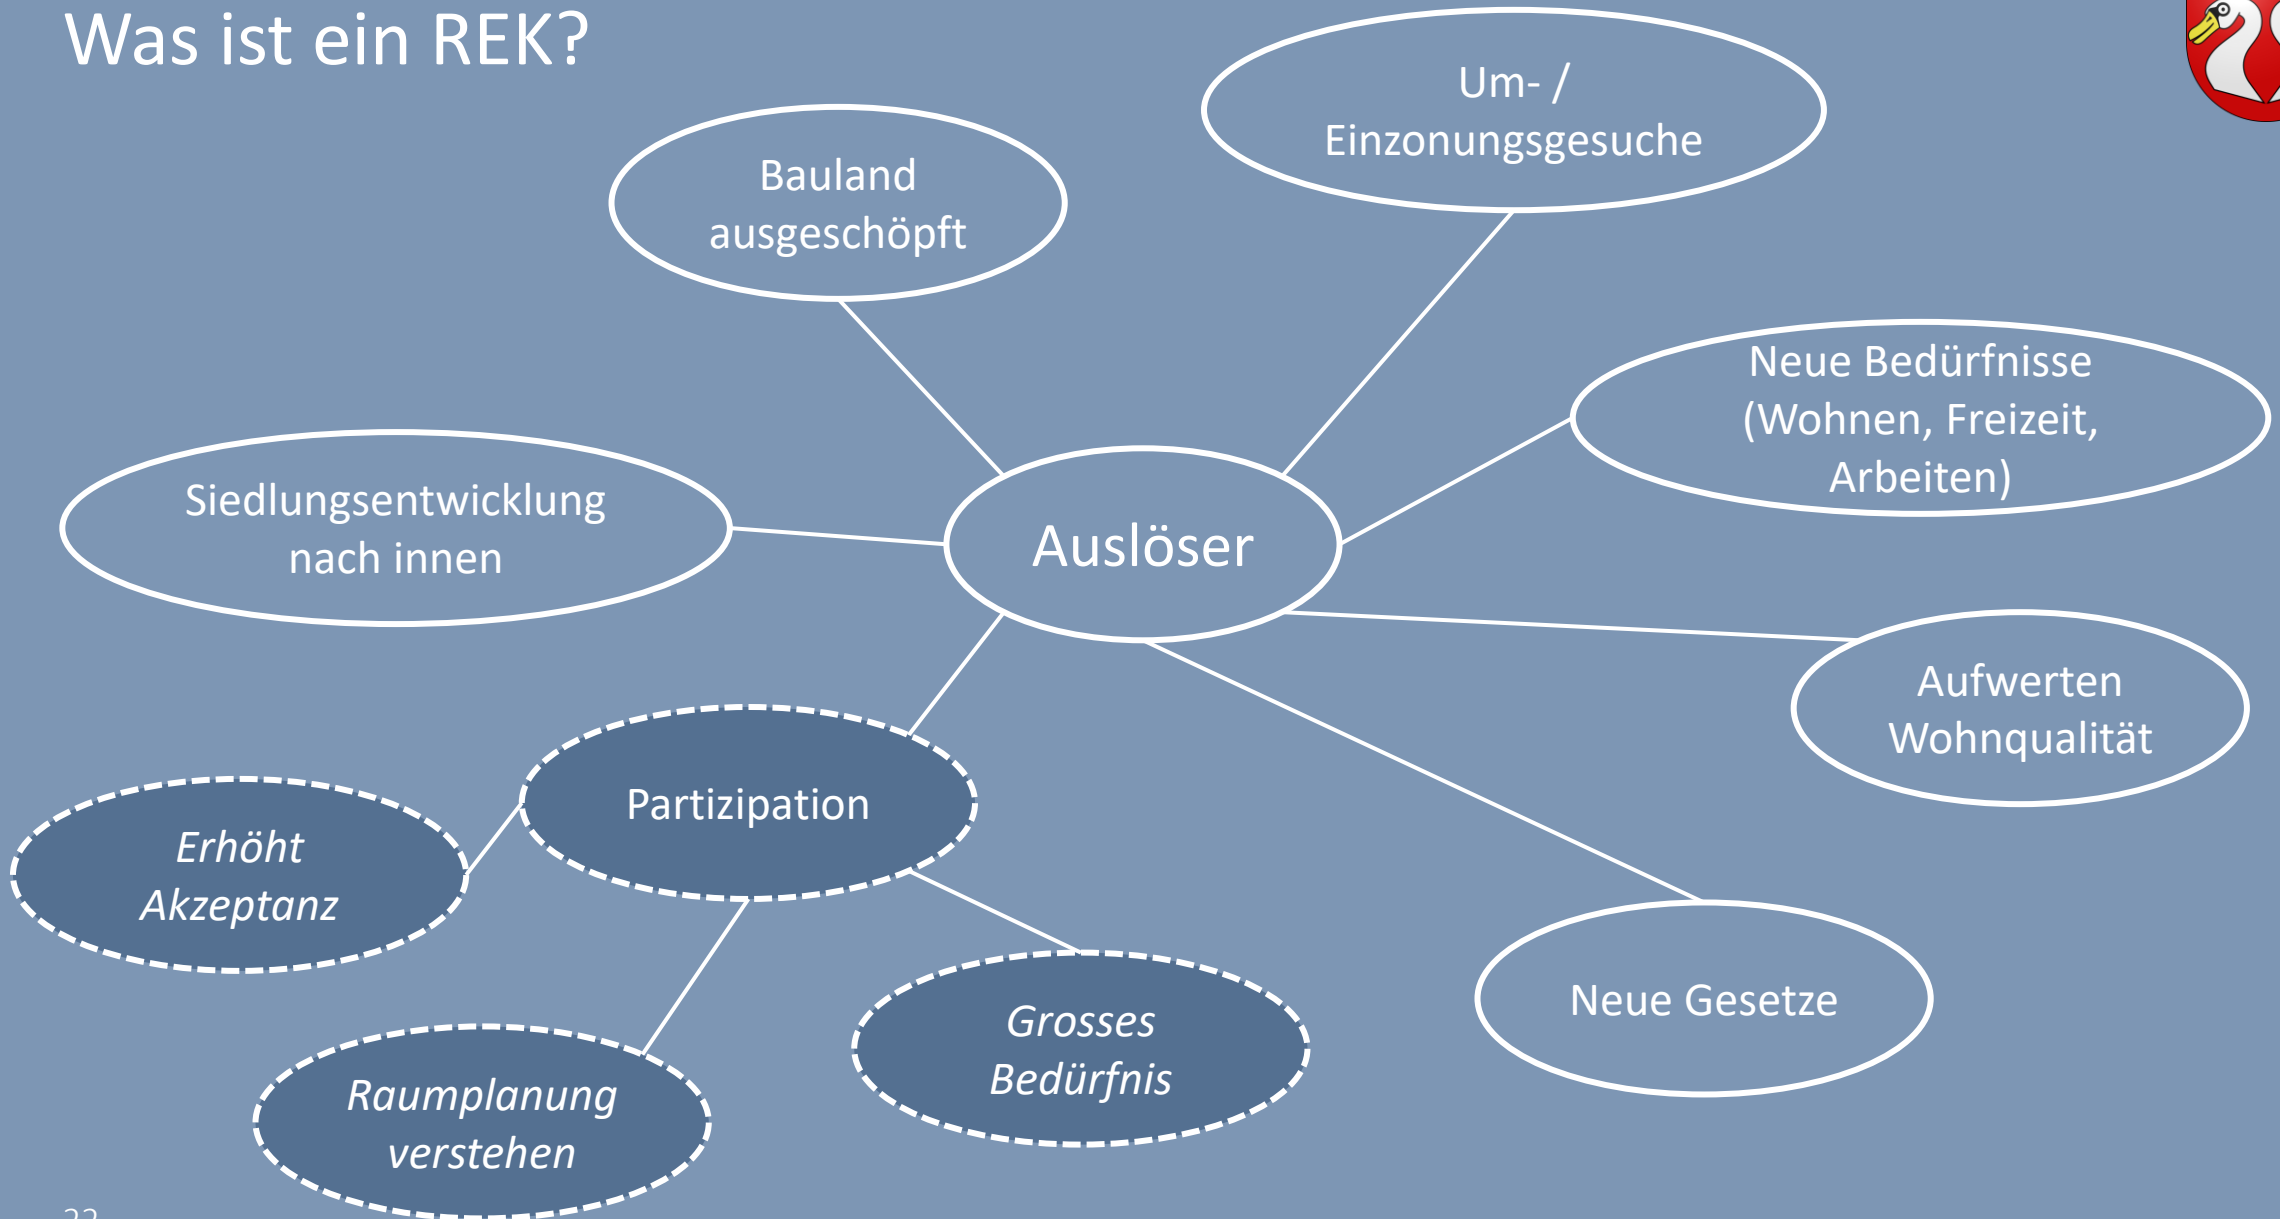 Was ist ein REK?
Um- /
Einzonungsgesuche
Bauland
ausgeschöpft
Neue Bedürfnisse
(Wohnen, Freizeit,
Arbeiten)
Siedlungsentwicklung
nach innen
Auslöser
Aufwerten
Wohnqualität
Partizipation
Erhöht
Akzeptanz
Neue Gesetze
Grosses
Bedürfnis
Raumplanung
verstehen